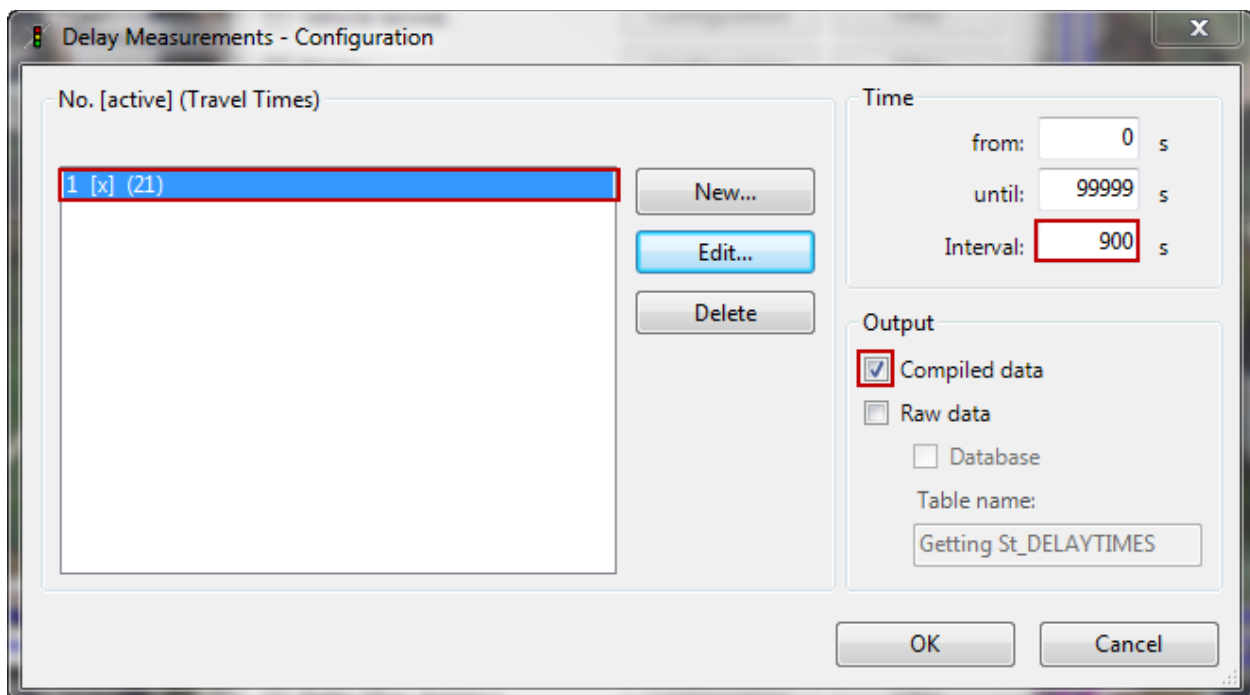 Delay Measurements - Configuration
x
No. [active] (Travel Times)
1 [x] (21)
New...
Edit...
Delete
Time
from: 0 s
until: 99999 s
Interval: 900 s
Output
Compiled data
Raw data
Database
Table name:
Getting St_DELAYTIMES
OK
Cancel